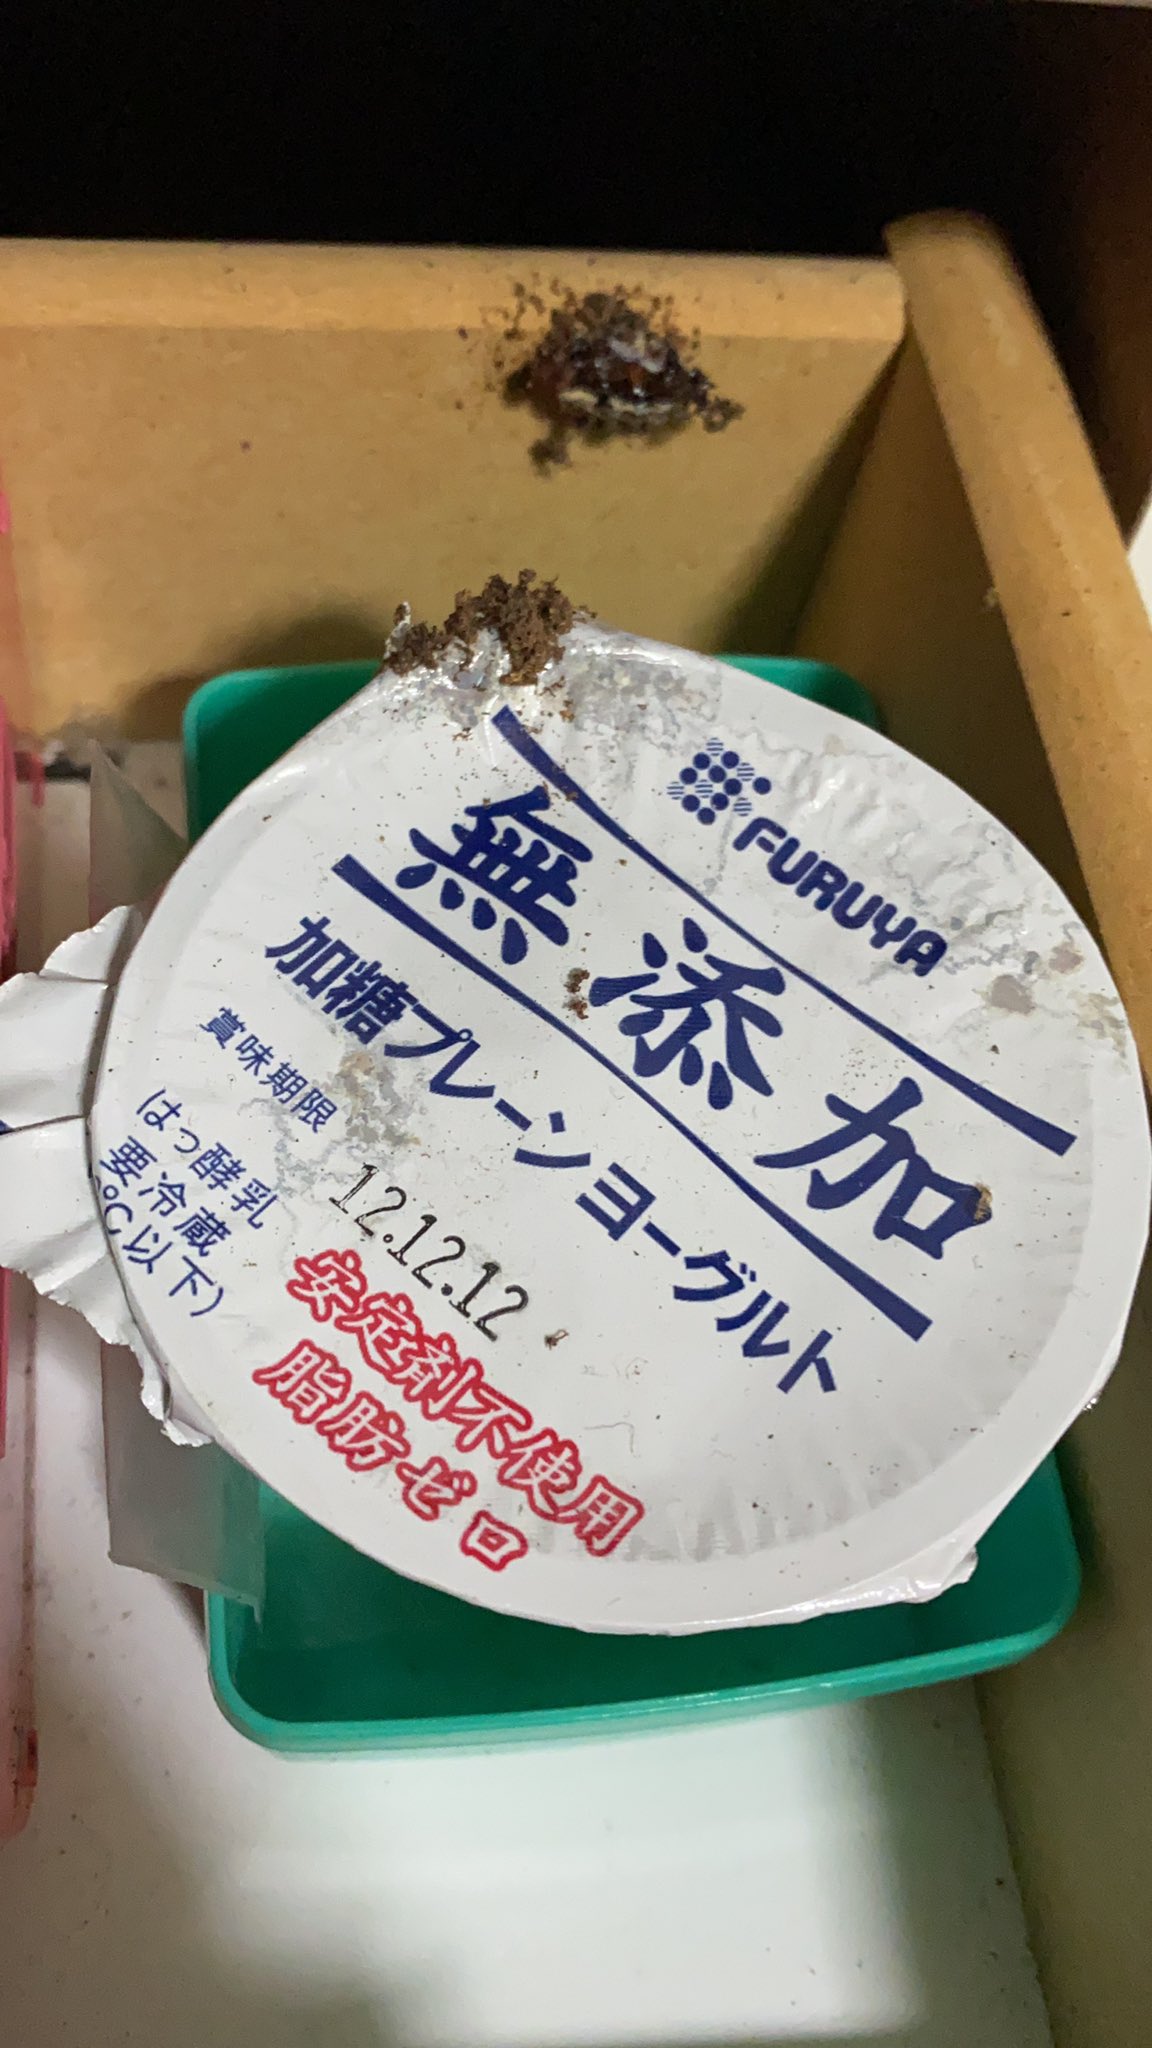 FURUYA
無添加
加糖プレーンヨーグルト
賞味期限
12.12.12
はっ酵乳
要冷蔵
℃以下)
安定剤不使用
脂肪ゼロ